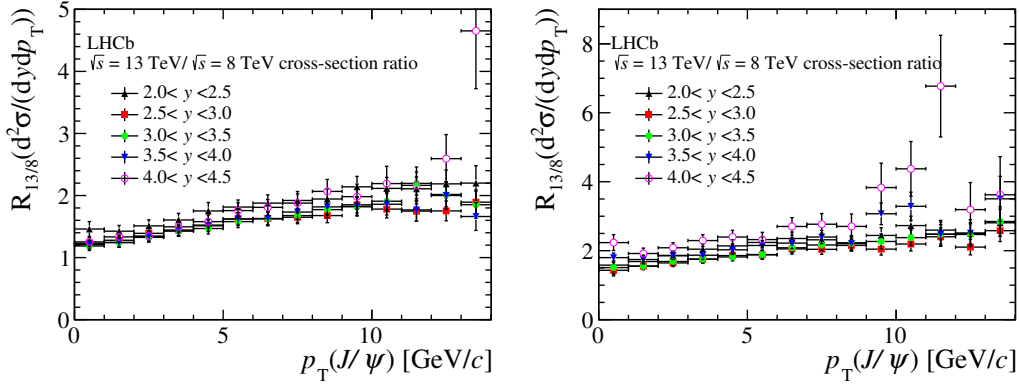 R13/8(d²σ/(dydpT))
5
4
3
2
1
0
LHCb
√s = 13 TeV/√s = 8 TeV cross-section ratio
2.0< y <2.5
2.5< y <3.0
3.0< y <3.5
3.5< y <4.0
4.0< y <4.5
0 5 10
pT(J/ψ) [GeV/c]
R13/8(d²σ/(dydpT))
8
6
4
2
0
LHCb
√s = 13 TeV/√s = 8 TeV cross-section ratio
2.0< y <2.5
2.5< y <3.0
3.0< y <3.5
3.5< y <4.0
4.0< y <4.5
0 5 10
pT(J/ψ) [GeV/c]